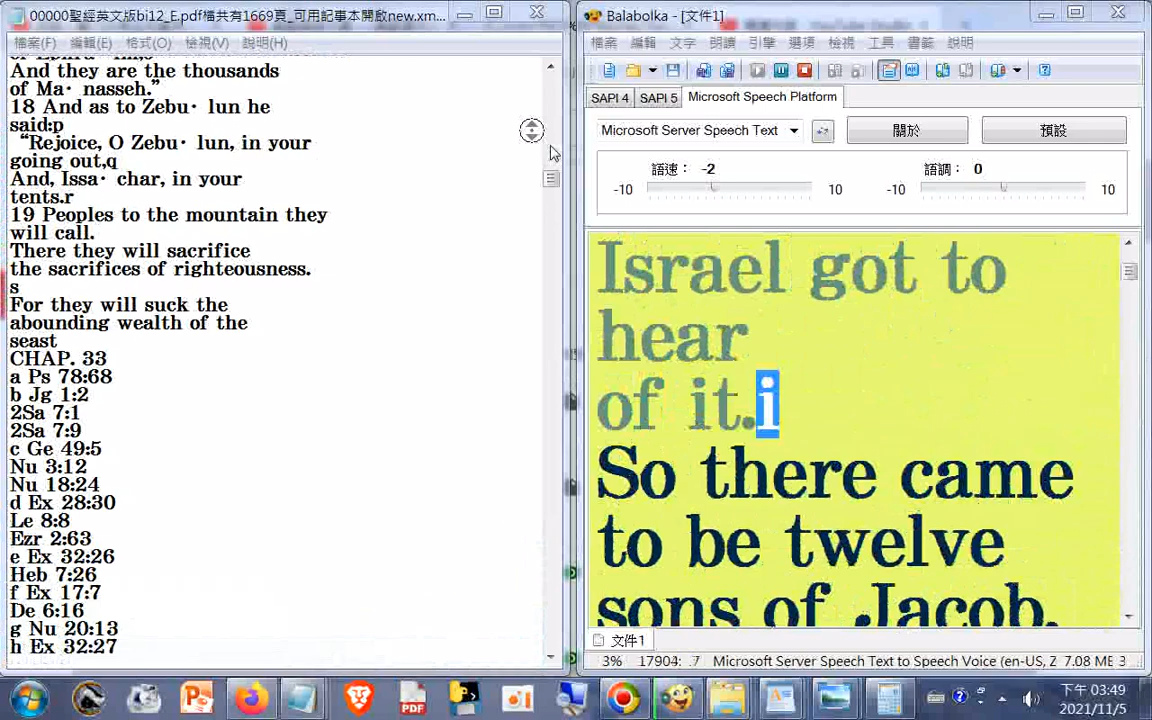 00000聖經英文版bi12_E.pdf檔共有1669頁_可用記事本開啟new.xm...
檔案(F) 編輯(E) 格式(O) 檢視(V) 說明(H)
And they are the thousands
of Ma· nasseh.”
18 And as to Zebu· lun he
said:p
“Rejoice, O Zebu· lun, in your
going out,q
And, Issa· char, in your
tents.r
19 Peoples to the mountain they
will call.
There they will sacrifice
the sacrifices of righteousness.
s
For they will suck the
abounding wealth of the
seast
CHAP. 33
a Ps 78:68
b Jg 1:2
2Sa 7:1
2Sa 7:9
c Ge 49:5
Nu 3:12
Nu 18:24
d Ex 28:30
Le 8:8
Ezr 2:63
e Ex 32:26
Heb 7:26
f Ex 17:7
De 6:16
g Nu 20:13
h Ex 32:27
Balabolka - [文件1]
檔案 編輯 文字 朗讀 引擎 選項 檢視 工具 書籤 說明
SAPI 4 SAPI 5 Microsoft Speech Platform
Microsoft Server Speech Text 關於 預設
語速： -2 語調： 0
-10 10 -10 10
Israel got to
hear
of it.i
So there came
to be twelve
sons of Jacob.
文件1
3% 17904: .7 Microsoft Server Speech Text to Speech Voice (en-US, Z 7.08 ME 3
下午 03:49
2021/11/5